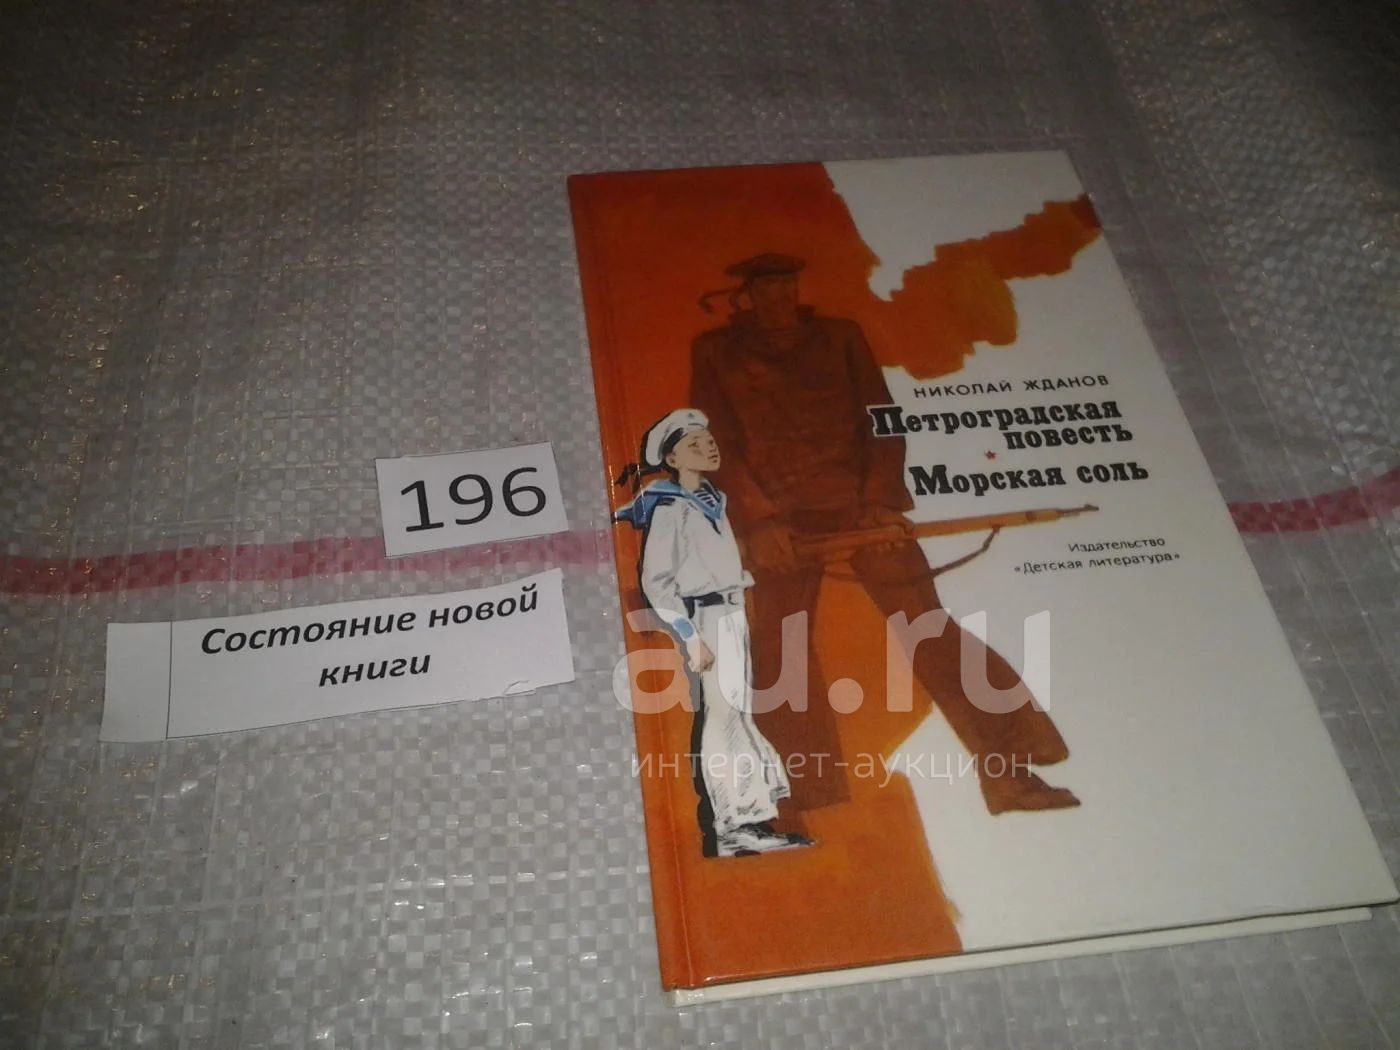 196
Состояние новой
книги
НИКОЛАЙ ЖДАНОВ
Петроградская
повесть
Морская соль
Издательство
«Детская литература»
au.ru
интернет-аукцион